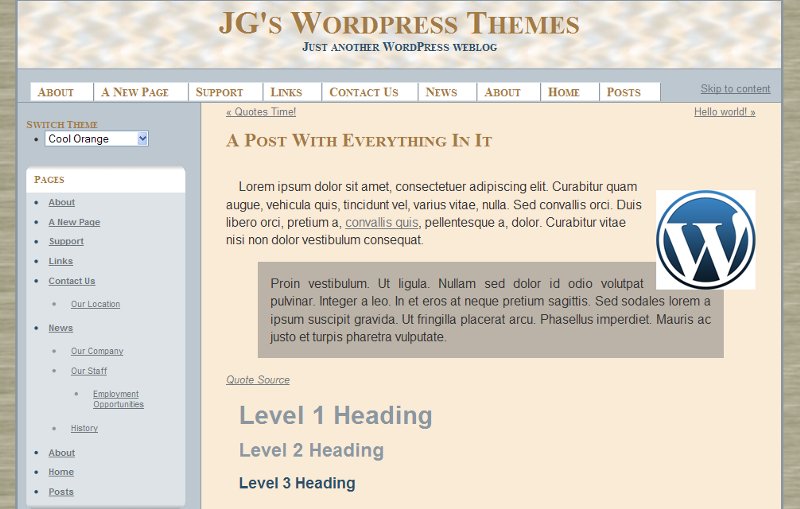 JG's Wordpress Themes
Just another WordPress weblog
About A New Page Support Links Contact Us News About Home Posts
Skip to content
Switch Theme
Cool Orange
Pages
About
A New Page
Support
Links
Contact Us
Our Location
News
Our Company
Our Staff
Employment
Opportunities
History
About
Home
Posts
« Quotes Time!
Hello world! »
A Post With Everything In It
Lorem ipsum dolor sit amet, consectetuer adipiscing elit. Curabitur quam
augue, vehicula quis, tincidunt vel, varius vitae, nulla. Sed convallis orci. Duis
libero orci, pretium a, convallis quis, pellentesque a, dolor. Curabitur vitae
nisi non dolor vestibulum consequat.
W
Proin vestibulum. Ut ligula. Nullam sed dolor id odio volutpat
pulvinar. Integer a leo. In et eros at neque pretium sagittis. Sed sodales lorem a
ipsum suscipit gravida. Ut fringilla placerat arcu. Phasellus imperdiet. Mauris ac
justo et turpis pharetra vulputate.
Quote Source
Level 1 Heading
Level 2 Heading
Level 3 Heading